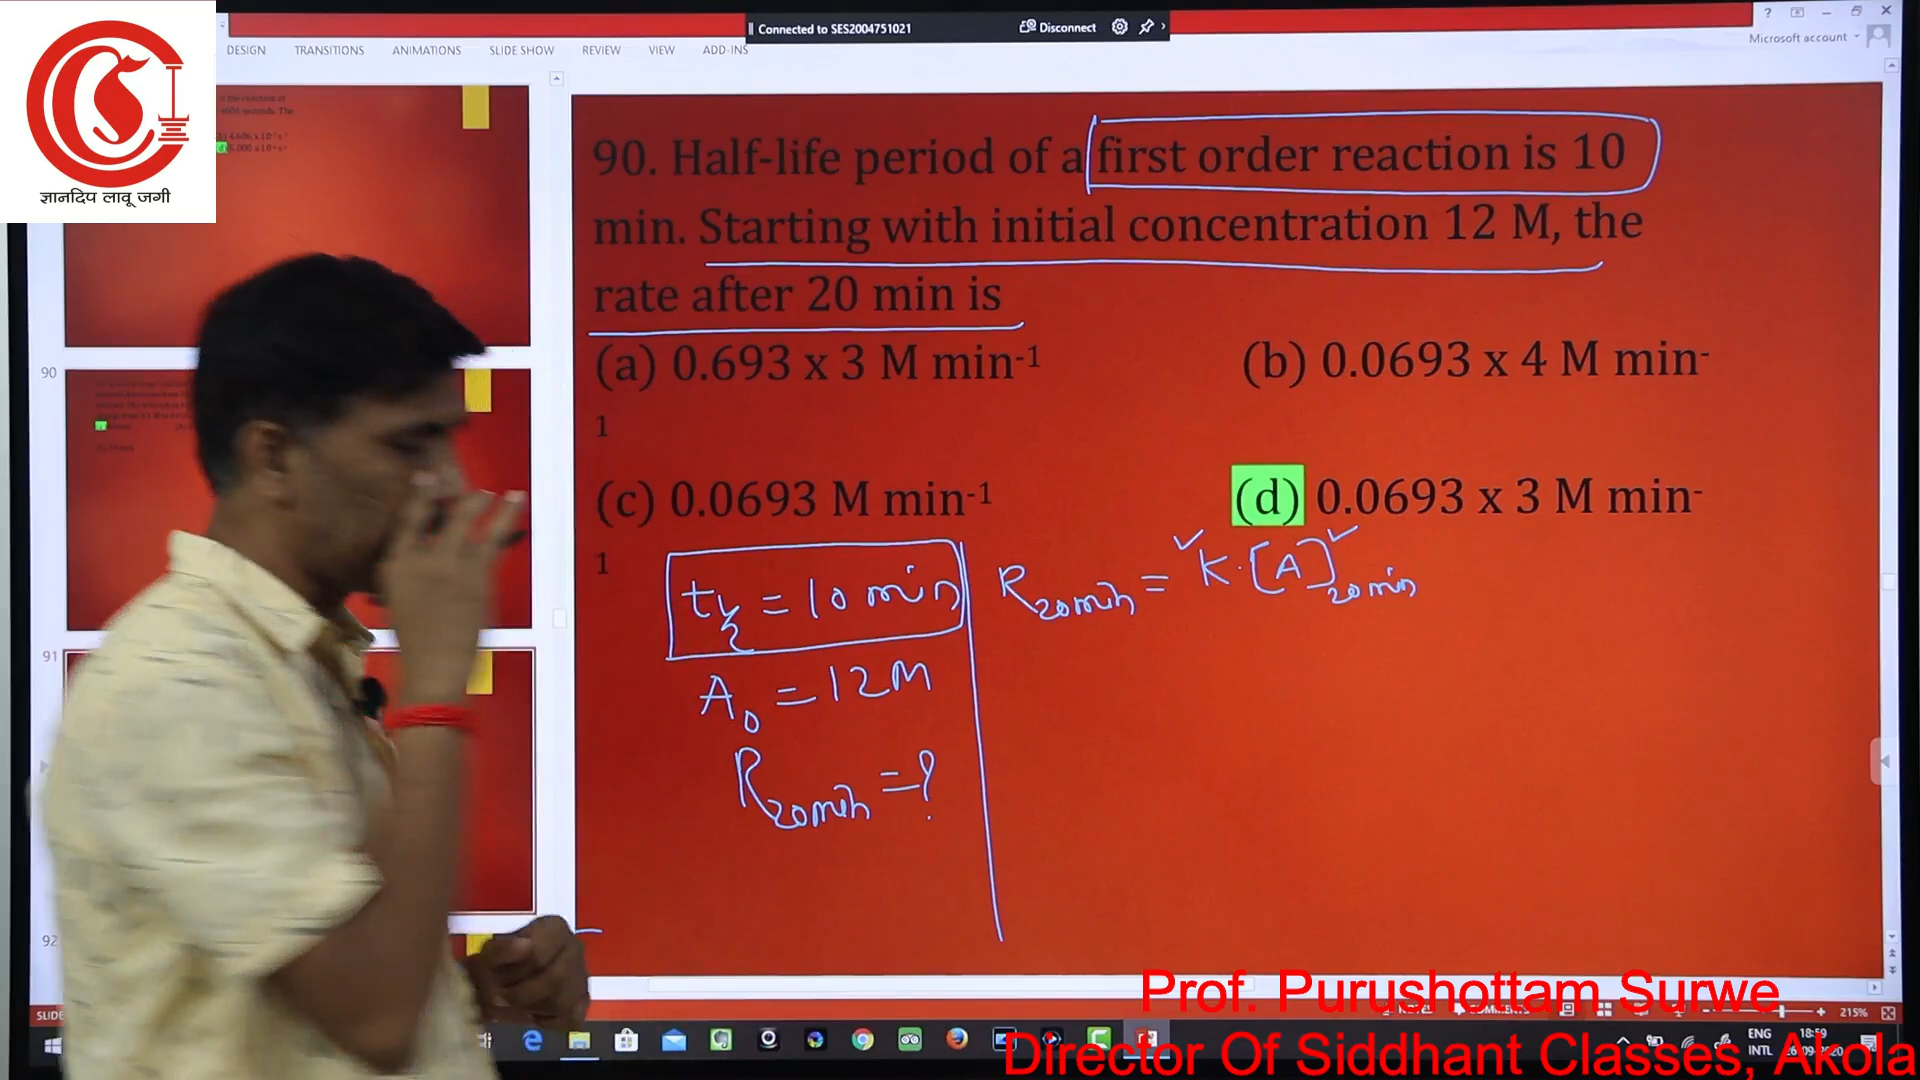 Connected to SES2004751021
Disconnect
DESIGN TRANSITIONS ANIMATIONS SLIDE SHOW REVIEW VIEW ADD-INS
Microsoft account
ज्ञानदिप लावू जगी
90. Half-life period of a first order reaction is 10
min. Starting with initial concentration 12 M, the
rate after 20 min is
(a) 0.693 x 3 M min-1
(b) 0.0693 x 4 M min-
1
(c) 0.0693 M min-1
(d) 0.0693 x 3 M min-
1
t½ = 10 min
A0 = 12M
R20min = ?
R20min = K.[A]20min
90
91
92
Prof. Purushottam Surwe
215%
ENG
INTL
18:59
Director Of Siddhant Classes, Akola